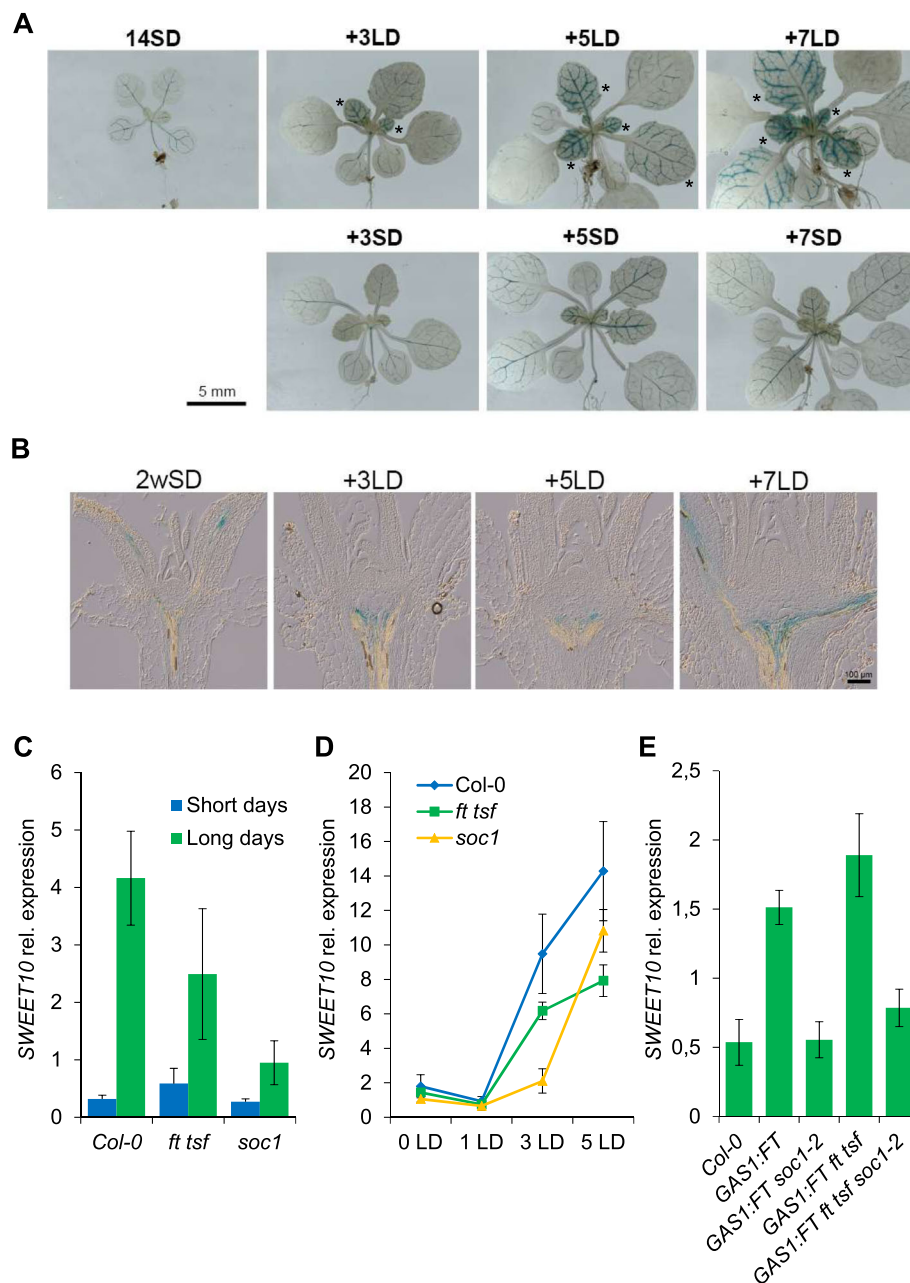 A
14SD
+3LD
+5LD
+7LD
*
*
*
*
*
*
*
*
*
*
+3SD
+5SD
+7SD
5 mm
B
2wSD
+3LD
+5LD
+7LD
100 µm
C
SWEET10 rel. expression
6
5
4
3
2
1
0
Short days
Long days
Col-0
ft tsf
soc1
D
SWEET10 rel. expression
20
18
16
14
12
10
8
6
4
2
0
Col-0
ft tsf
soc1
0 LD
1 LD
3 LD
5 LD
E
SWEET10 rel. expression
2,5
2
1,5
1
0,5
0
Col-0
GAS1:FT
GAS1:FT soc1-2
GAS1:FT ft tsf
GAS1:FT ft tsf soc1-2